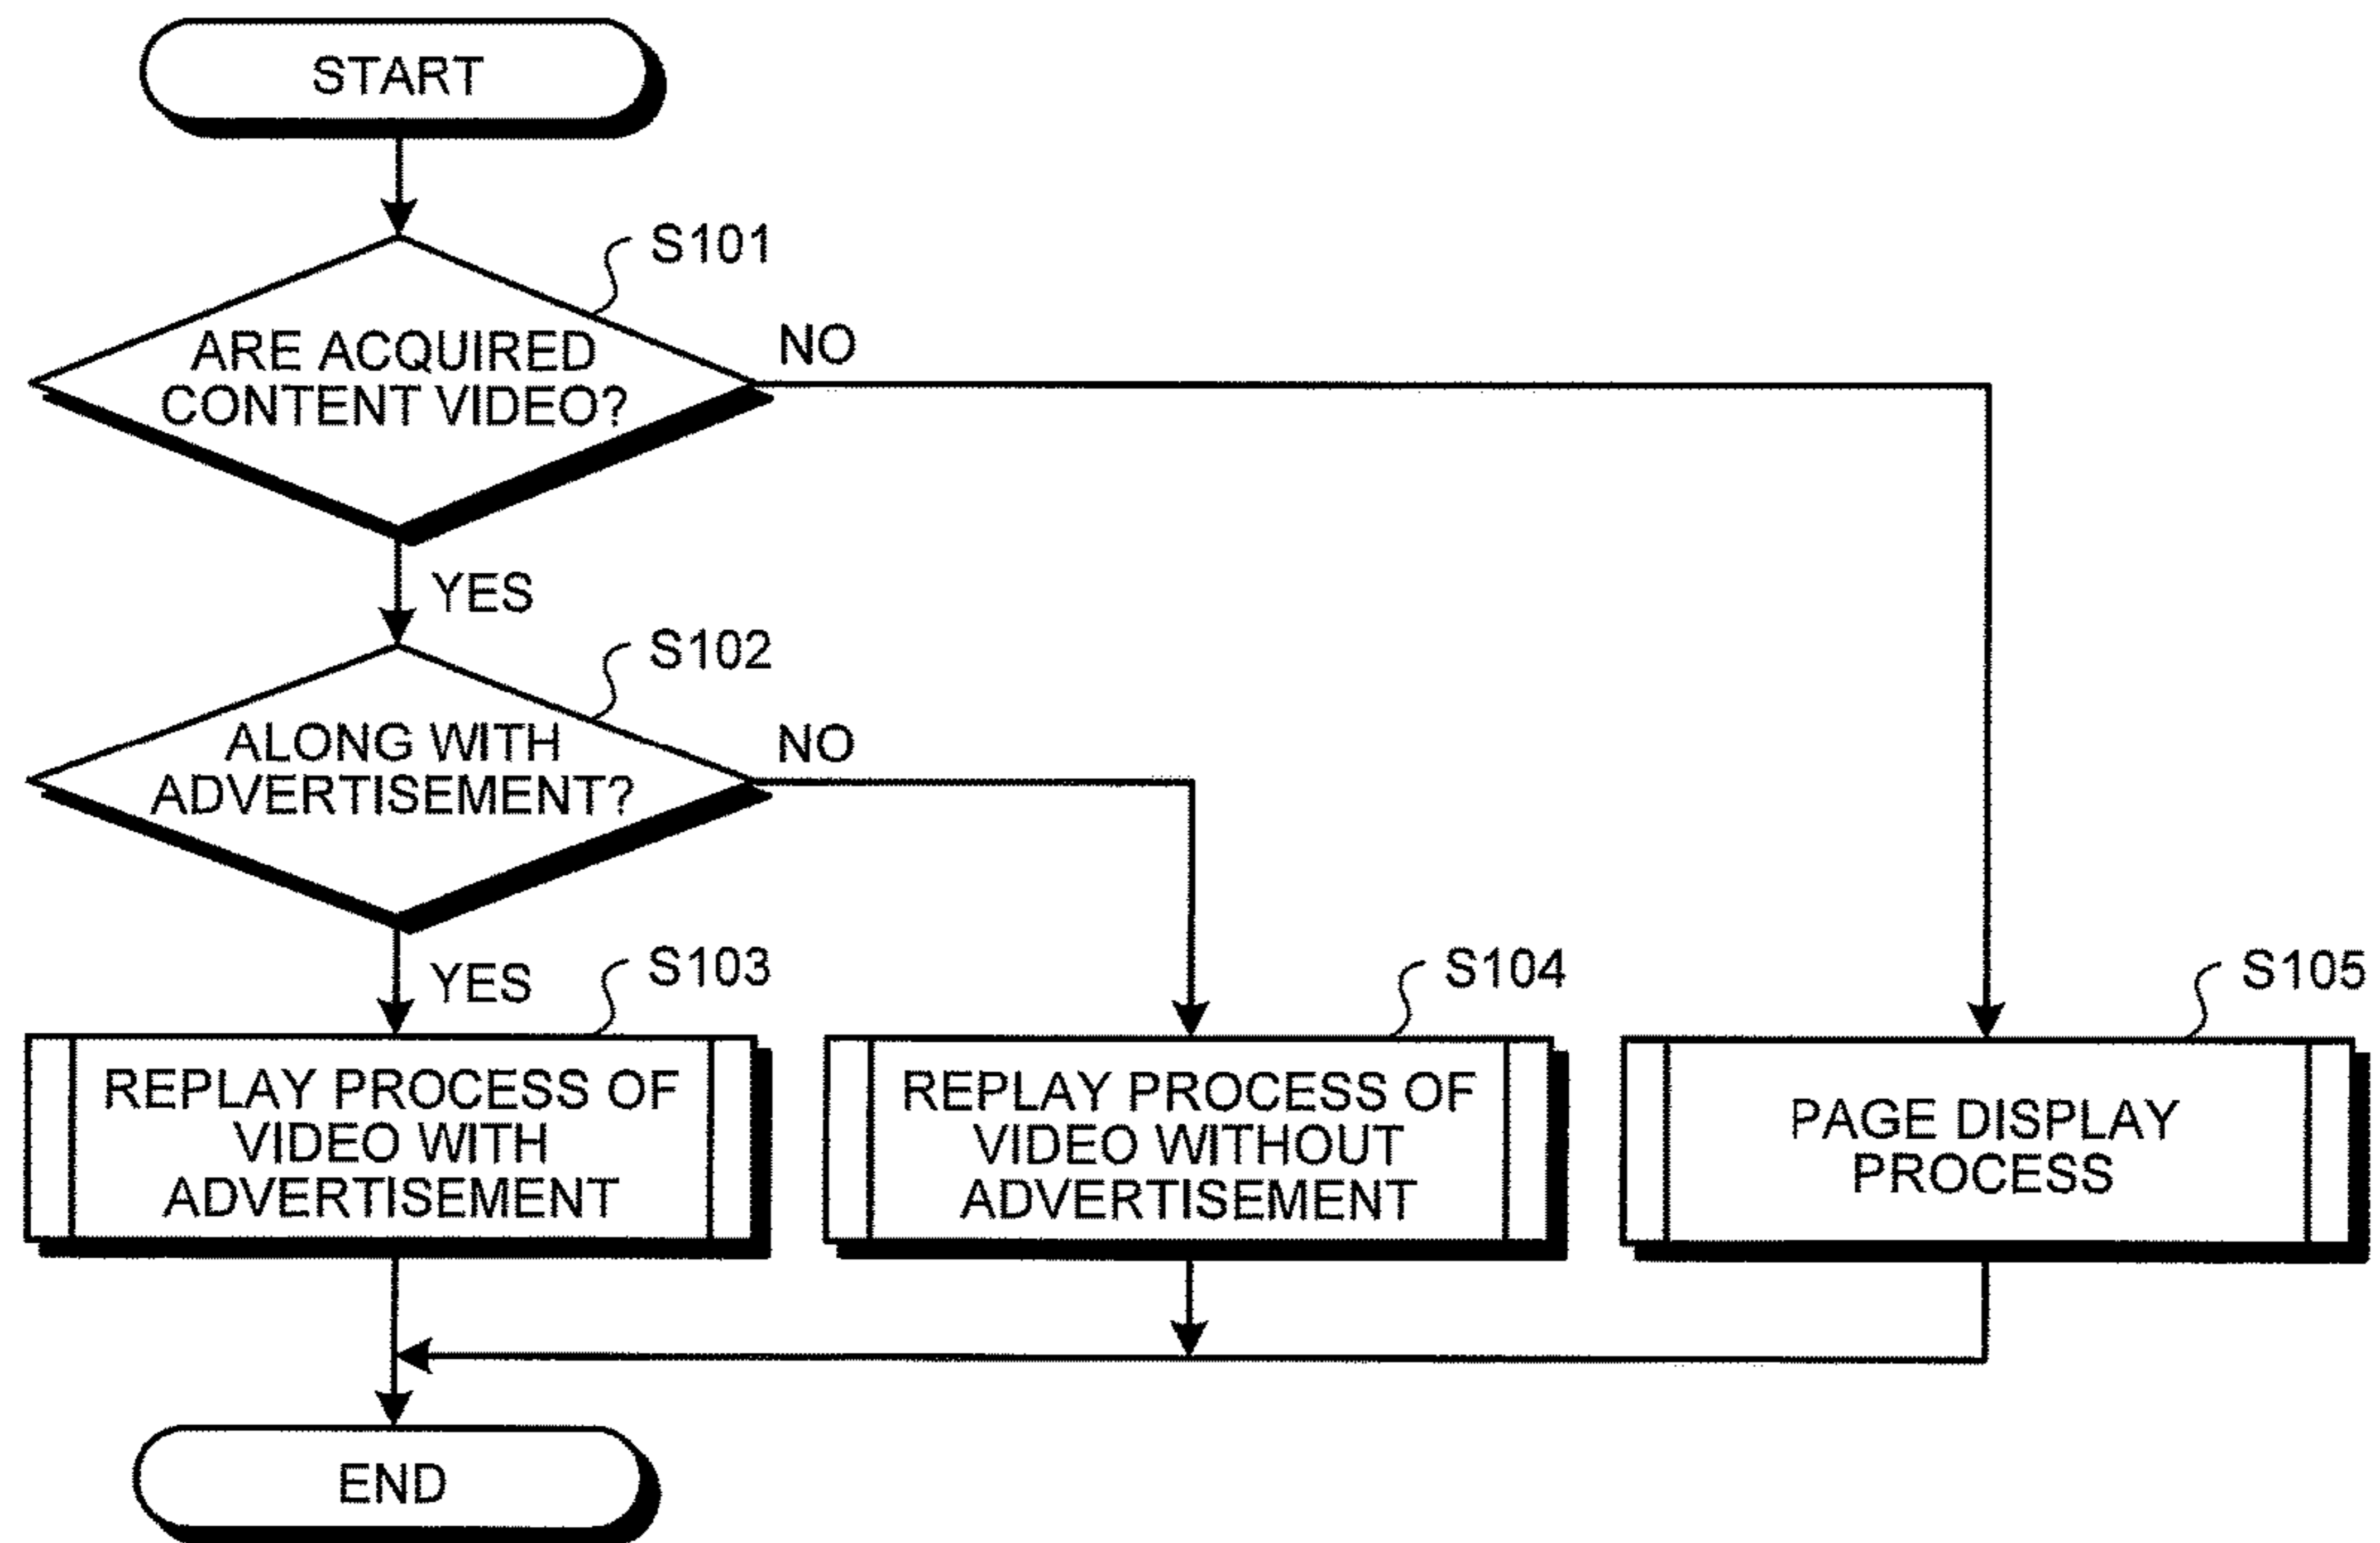 START
S101
ARE ACQUIRED
CONTENT VIDEO?
NO
YES
S102
ALONG WITH
ADVERTISEMENT?
NO
YES
S103
REPLAY PROCESS OF
VIDEO WITH
ADVERTISEMENT
S104
REPLAY PROCESS OF
VIDEO WITHOUT
ADVERTISEMENT
S105
PAGE DISPLAY
PROCESS
END